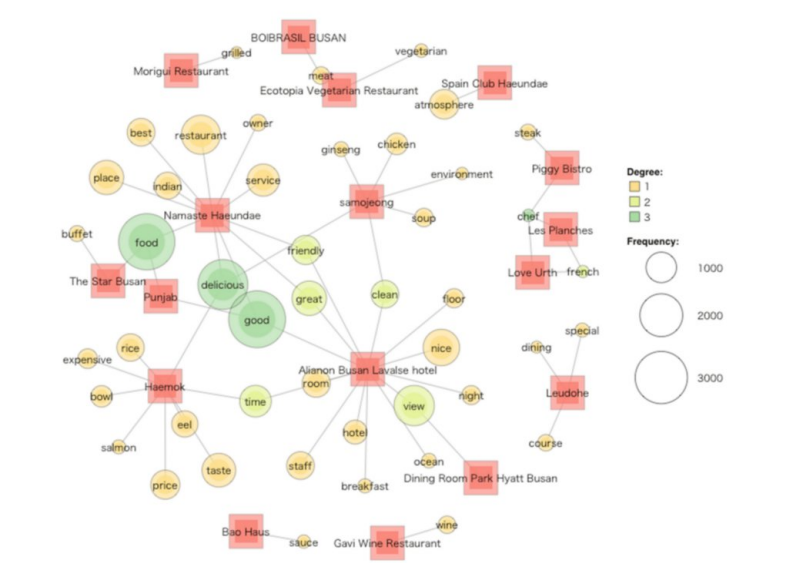 BOIBRASIL BUSAN
grilled
vegetarian
Morigui Restaurant
meat
Spain Club Haeundae
Ecotopia Vegetarian Restaurant
atmosphere
owner
best
restaurant
steak
chicken
ginseng
Piggy Bistro
environment
Degree:
place
indian
service
1
samojeong
2
Namaste Haeundae
soup
chef
3
buffet
Les Planches
food
friendly
Frequency:
1000
Love Urth
french
The Star Busan
delicious
Punjab
great
clean
floor
2000
good
special
rice
nice
dining
expensive
Alianon Busan Lavalse hotel
3000
room
Haemok
bowl
night
Leudohe
time
view
eel
hotel
salmon
course
taste
staff
ocean
price
breakfast
Dining Room Park Hyatt Busan
wine
Bao Haus
sauce
Gavi Wine Restaurant